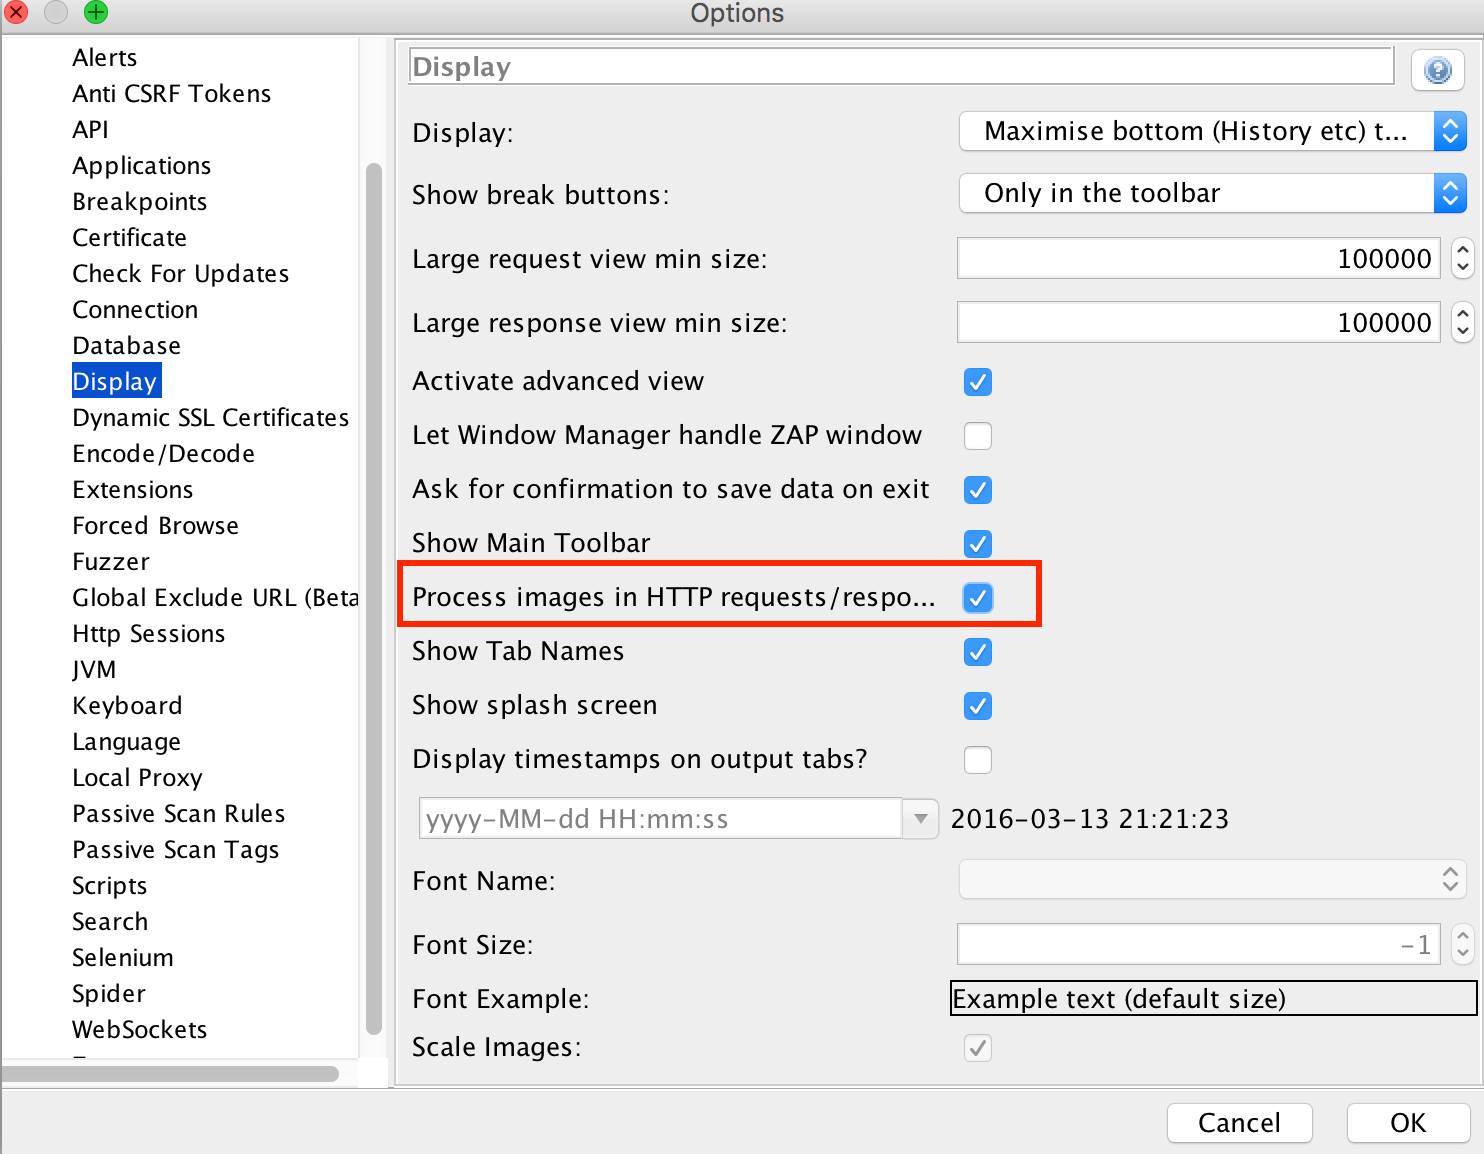 Options
Alerts
Anti CSRF Tokens
API
Applications
Breakpoints
Certificate
Check For Updates
Connection
Database
Display
Dynamic SSL Certificates
Encode/Decode
Extensions
Forced Browse
Fuzzer
Global Exclude URL (Beta
Http Sessions
JVM
Keyboard
Language
Local Proxy
Passive Scan Rules
Passive Scan Tags
Scripts
Search
Selenium
Spider
WebSockets
Display
Display: Maximise bottom (History etc) t...
Show break buttons: Only in the toolbar
Large request view min size: 100000
Large response view min size: 100000
Activate advanced view
Let Window Manager handle ZAP window
Ask for confirmation to save data on exit
Show Main Toolbar
Process images in HTTP requests/respo...
Show Tab Names
Show splash screen
Display timestamps on output tabs?
yyyy-MM-dd HH:mm:ss 2016-03-13 21:21:23
Font Name:
Font Size: -1
Font Example: Example text (default size)
Scale Images:
Cancel OK